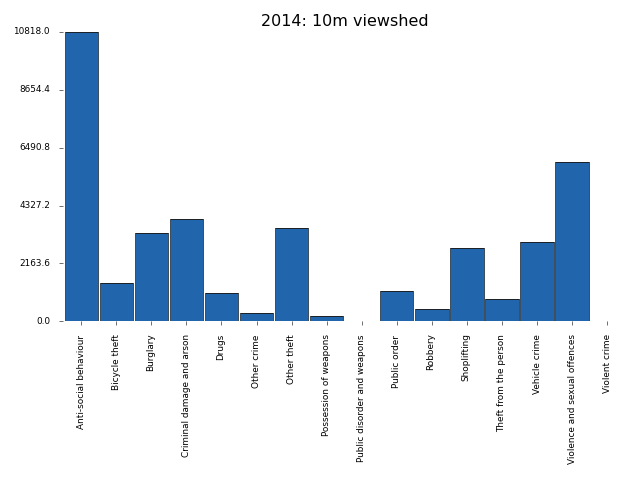 2014: 10m viewshed
10818.0
8654.4
6490.8
4327.2
2163.6
0.0
Anti-social behaviour
Bicycle theft
Burglary
Criminal damage and arson
Drugs
Other crime
Other theft
Possession of weapons
Public disorder and weapons
Public order
Robbery
Shoplifting
Theft from the person
Vehicle crime
Violence and sexual offences
Violent crime